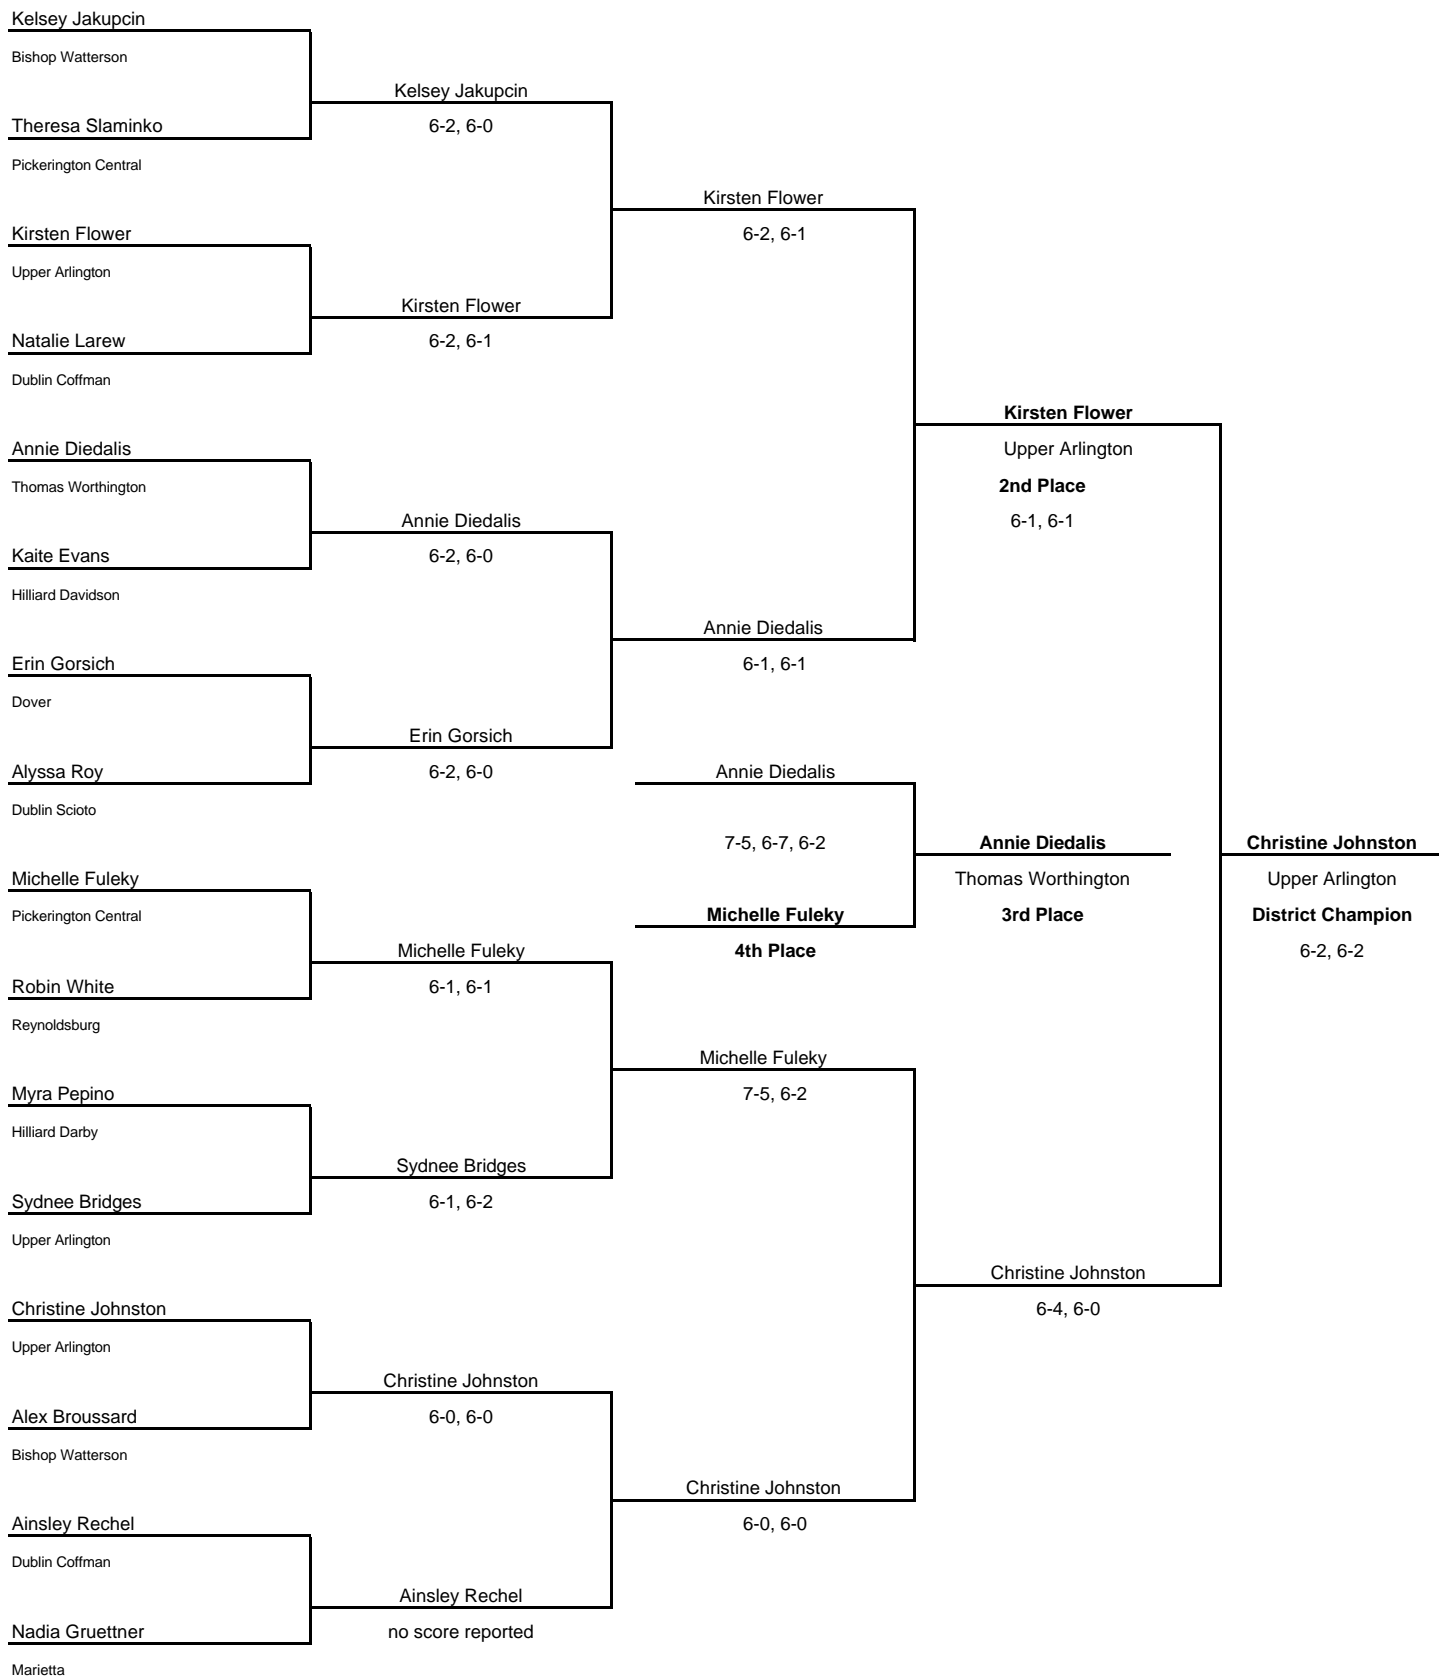 Kelsey Jakupcin
Bishop Watterson
Kelsey Jakupcin
Theresa Slaminko
6-2, 6-0
Pickerington Central
Kirsten Flower
Kirsten Flower
6-2, 6-1
Upper Arlington
Kirsten Flower
Natalie Larew
6-2, 6-1
Dublin Coffman
Kirsten Flower
Annie Diedalis
Upper Arlington
Thomas Worthington
2nd Place
Annie Diedalis
6-1, 6-1
Kaite Evans
6-2, 6-0
Hilliard Davidson
Annie Diedalis
Erin Gorsich
6-1, 6-1
Dover
Erin Gorsich
Alyssa Roy
6-2, 6-0
Annie Diedalis
Dublin Scioto
7-5, 6-7, 6-2
Annie Diedalis
Christine Johnston
Michelle Fuleky
Thomas Worthington
Upper Arlington
Pickerington Central
Michelle Fuleky
3rd Place
District Champion
Michelle Fuleky
4th Place
6-2, 6-2
Robin White
6-1, 6-1
Reynoldsburg
Michelle Fuleky
Myra Pepino
7-5, 6-2
Hilliard Darby
Sydnee Bridges
Sydnee Bridges
6-1, 6-2
Upper Arlington
Christine Johnston
Christine Johnston
6-4, 6-0
Upper Arlington
Christine Johnston
Alex Broussard
6-0, 6-0
Bishop Watterson
Christine Johnston
Ainsley Rechel
6-0, 6-0
Dublin Coffman
Ainsley Rechel
Nadia Gruettner
no score reported
Marietta